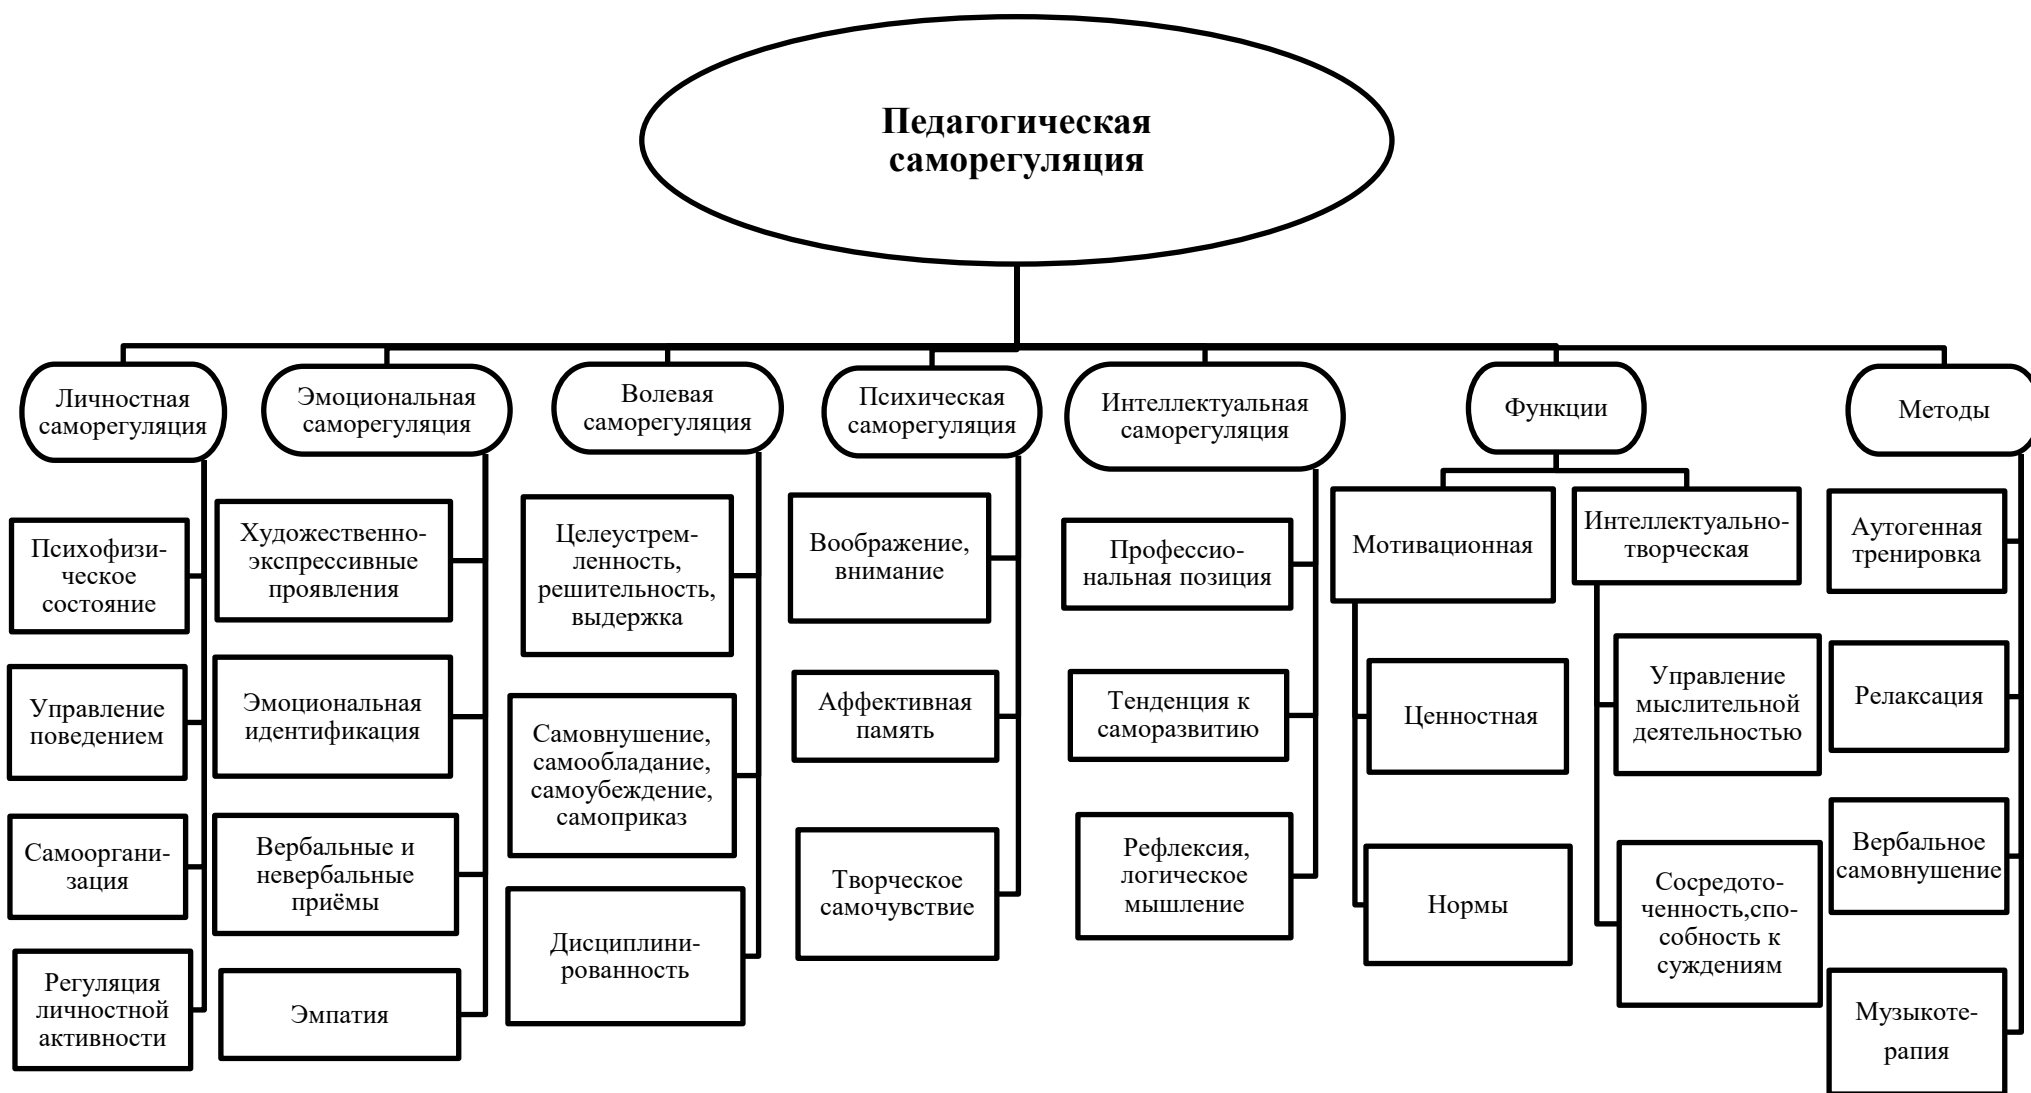 Педагогическая
саморегуляция
Личностная
саморегуляция
Психофизи-
ческое
состояние
Управление
поведением
Самооргани-
зация
Регуляция
личностной
активности
Эмоциональная
саморегуляция
Художественно-
экспрессивные
проявления
Эмоциональная
идентификация
Вербальные и
невербальные
приёмы
Эмпатия
Волевая
саморегуляция
Целеустрем-
ленность,
решительность,
выдержка
Самовнушение,
самообладание,
самоубеждение,
самоприказ
Дисциплини-
рованность
Психическая
саморегуляция
Воображение,
внимание
Аффективная
память
Творческое
самочувствие
Интеллектуальная
саморегуляция
Профессио-
нальная позиция
Тенденция к
саморазвитию
Рефлексия,
логическое
мышление
Функции
Мотивационная
Ценностная
Нормы
Интеллектуально-
творческая
Управление
мыслительной
деятельностью
Сосредото-
ченность,спо-
собность к
суждениям
Методы
Аутогенная
тренировка
Релаксация
Вербальное
самовнушение
Музыкоте-
рапия